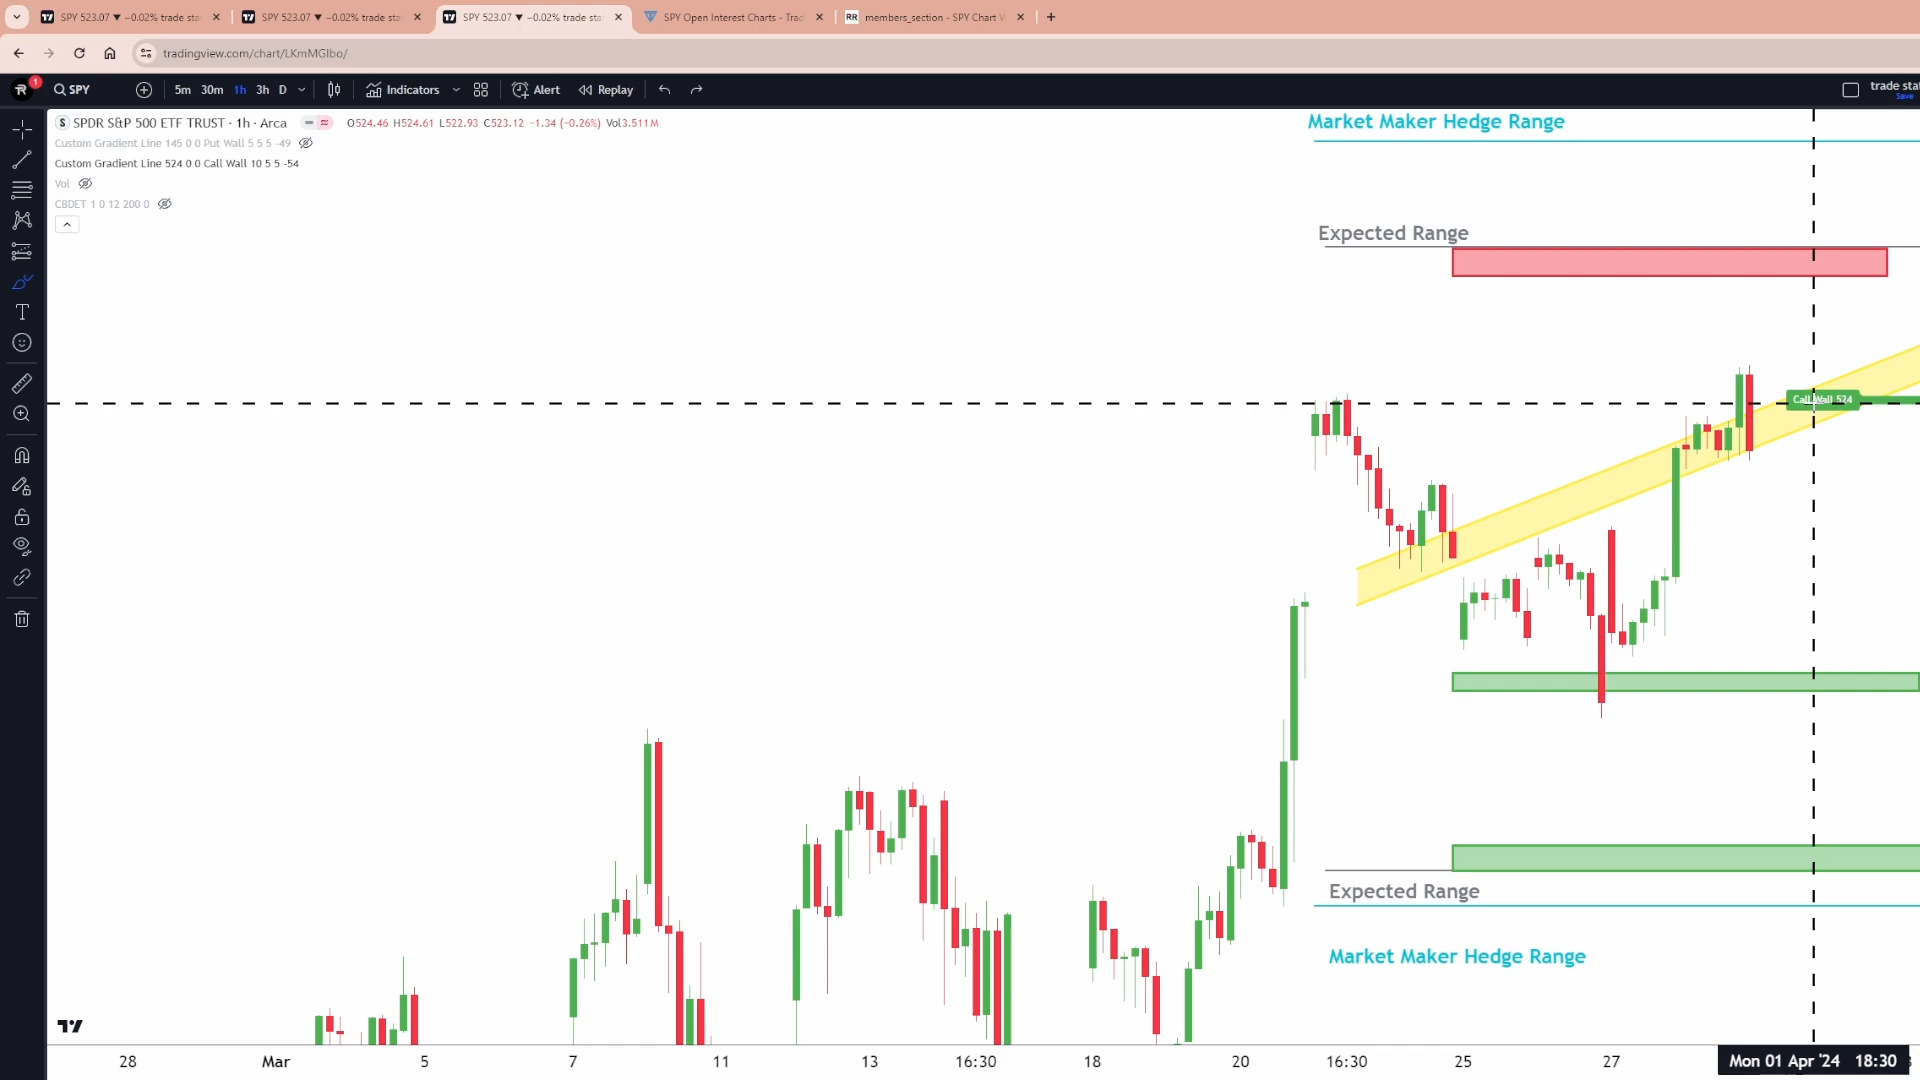 SPY 523.07 ▼ −0.02% trade sta
SPY 523.07 ▼ −0.02% trade sta
SPY 523.07 ▼ −0.02% trade sta
SPY Open Interest Charts - Trad
RR members_section - SPY Chart V
tradingview.com/chart/LKmMGlbo/
1
SPY
5m 30m 1h 3h D
Indicators
Alert
Replay
trade stat
Save
S SPDR S&P 500 ETF TRUST · 1h · Arca
O524.46 H524.61 L522.93 C523.12 −1.34 (−0.26%) Vol3.511M
Custom Gradient Line 145 0 0 Put Wall 5 5 5 -49
Custom Gradient Line 524 0 0 Call Wall 10 5 5 -54
Vol
CBDET 1 0 12 200 0
Market Maker Hedge Range
Expected Range
Call Wall 524
Expected Range
Market Maker Hedge Range
28 Mar 5 7 11 13 16:30 18 20 16:30 25 27 Mon 01 Apr '24 18:30